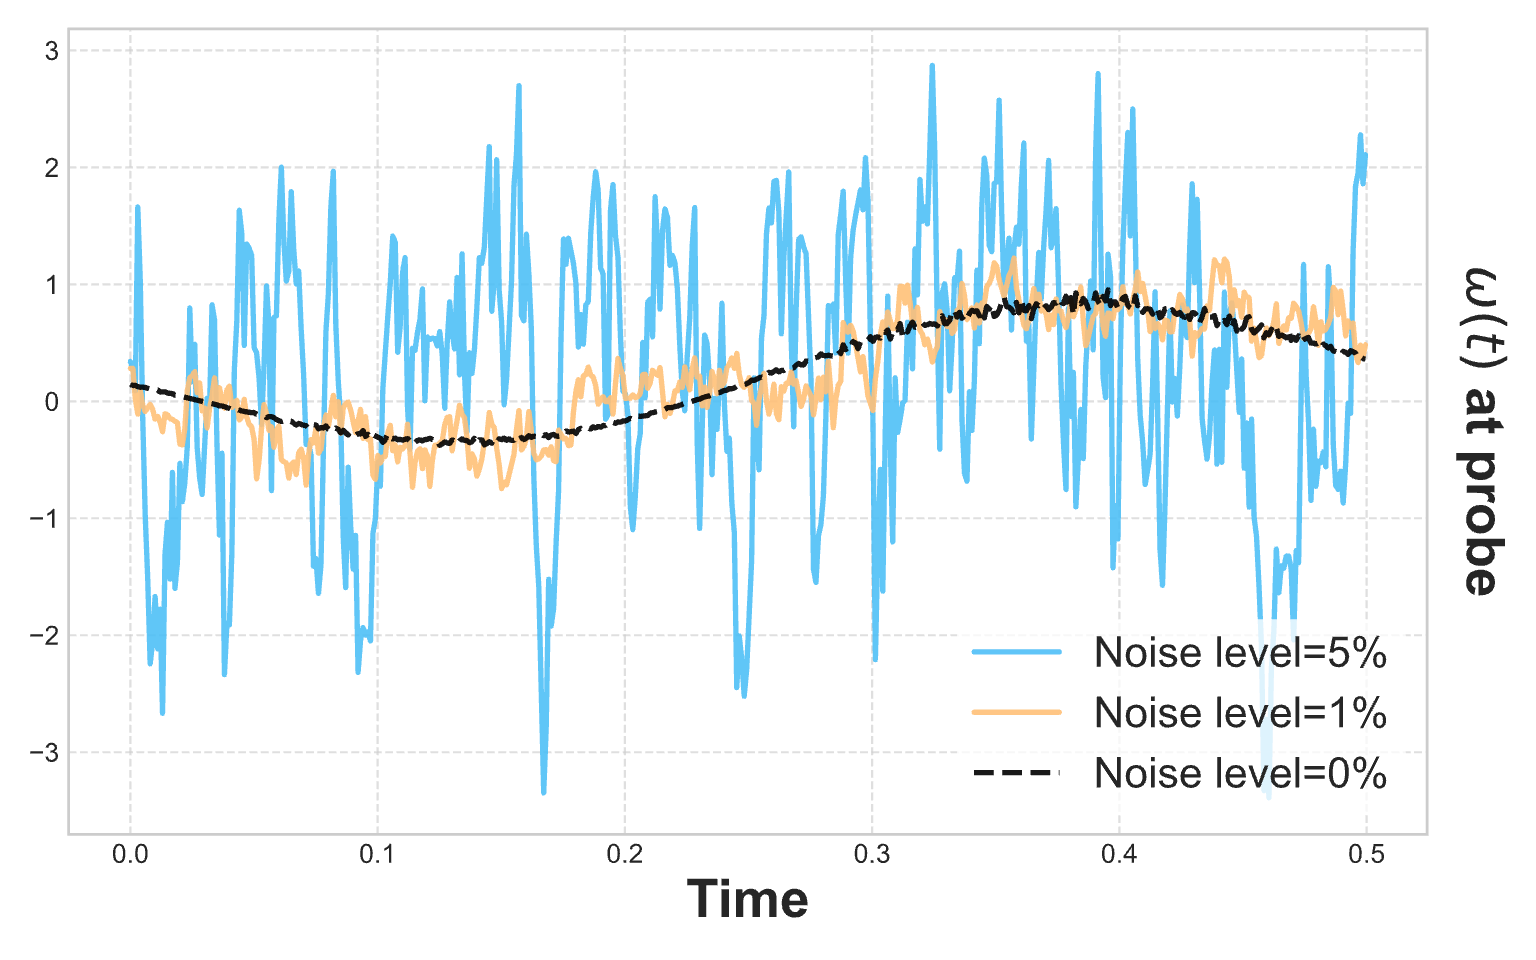 3
2
1
0
−1
−2
−3
0.0 0.1 0.2 0.3 0.4 0.5
Time
ω(t) at probe
Noise level=5%
Noise level=1%
Noise level=0%